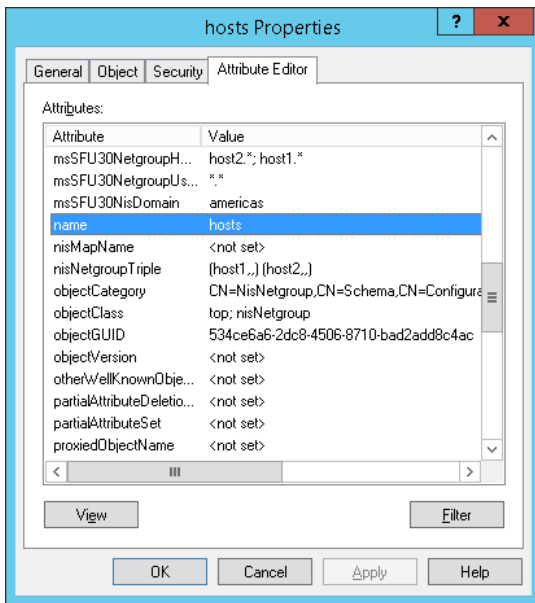 hosts Properties
? x
General Object Security Attribute Editor
Attributes:
Attribute Value
msSFU30NetgroupH... host2.*; host1.*
msSFU30NetgroupUs... *.*
msSFU30NisDomain americas
name hosts
nisMapName <not set>
nisNetgroupTriple (host1,,) (host2,,)
objectCategory CN=NisNetgroup,CN=Schema,CN=Configura
objectClass top; nisNetgroup
objectGUID 534ce6a6-2dc8-4506-8710-bad2add8c4ac
objectVersion <not set>
otherWellKnownObje... <not set>
partialAttributeDeletio... <not set>
partialAttributeSet <not set>
proxiedObjectName <not set>
View Filter
OK Cancel Apply Help